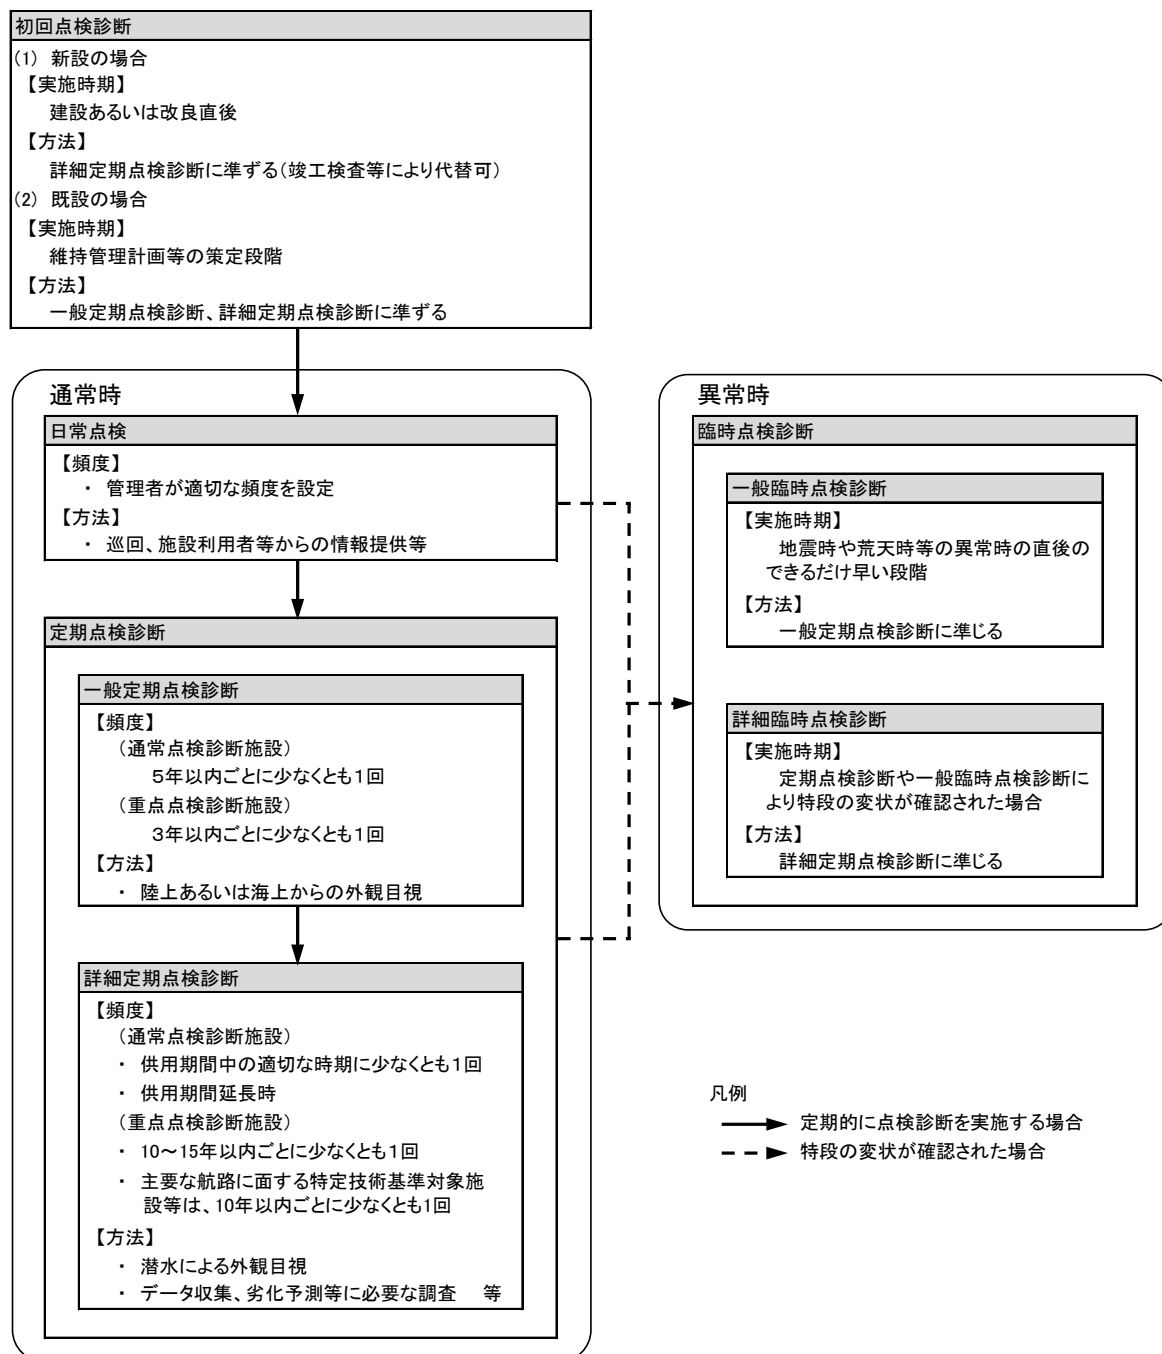 初回点検診断
(1) 新設の場合
【実施時期】
建設あるいは改良直後
【方法】
詳細定期点検診断に準ずる(竣工検査等により代替可)
(2) 既設の場合
【実施時期】
維持管理計画等の策定段階
【方法】
一般定期点検診断、詳細定期点検診断に準ずる
通常時
日常点検
【頻度】
・ 管理者が適切な頻度を設定
【方法】
・ 巡回、施設利用者等からの情報提供等
定期点検診断
一般定期点検診断
【頻度】
(通常点検診断施設)
5年以内ごとに少なくとも1回
(重点点検診断施設)
3年以内ごとに少なくとも1回
【方法】
・ 陸上あるいは海上からの外観目視
詳細定期点検診断
【頻度】
(通常点検診断施設)
・ 供用期間中の適切な時期に少なくとも1回
・ 供用期間延長時
(重点点検診断施設)
・ 10～15年以内ごとに少なくとも1回
・ 主要な航路に面する特定技術基準対象施
設等は、10年以内ごとに少なくとも1回
【方法】
・ 潜水による外観目視
・ データ収集、劣化予測等に必要な調査 等
異常時
臨時点検診断
一般臨時点検診断
【実施時期】
地震時や荒天時等の異常時の直後の
できるだけ早い段階
【方法】
一般定期点検診断に準じる
詳細臨時点検診断
【実施時期】
定期点検診断や一般臨時点検診断に
より特段の変状が確認された場合
【方法】
詳細定期点検診断に準じる
凡例
定期的に点検診断を実施する場合
特段の変状が確認された場合